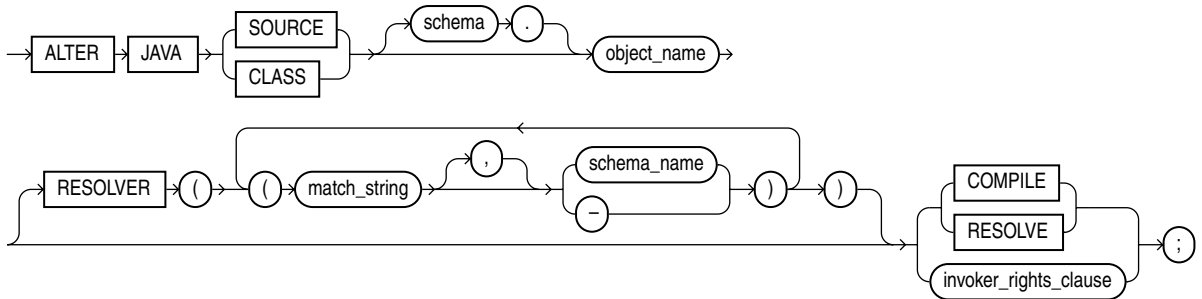 ALTER JAVA SOURCE schema . object_name
CLASS
RESOLVER ( ( match_string , schema_name ) )
–
COMPILE
RESOLVE
invoker_rights_clause ;